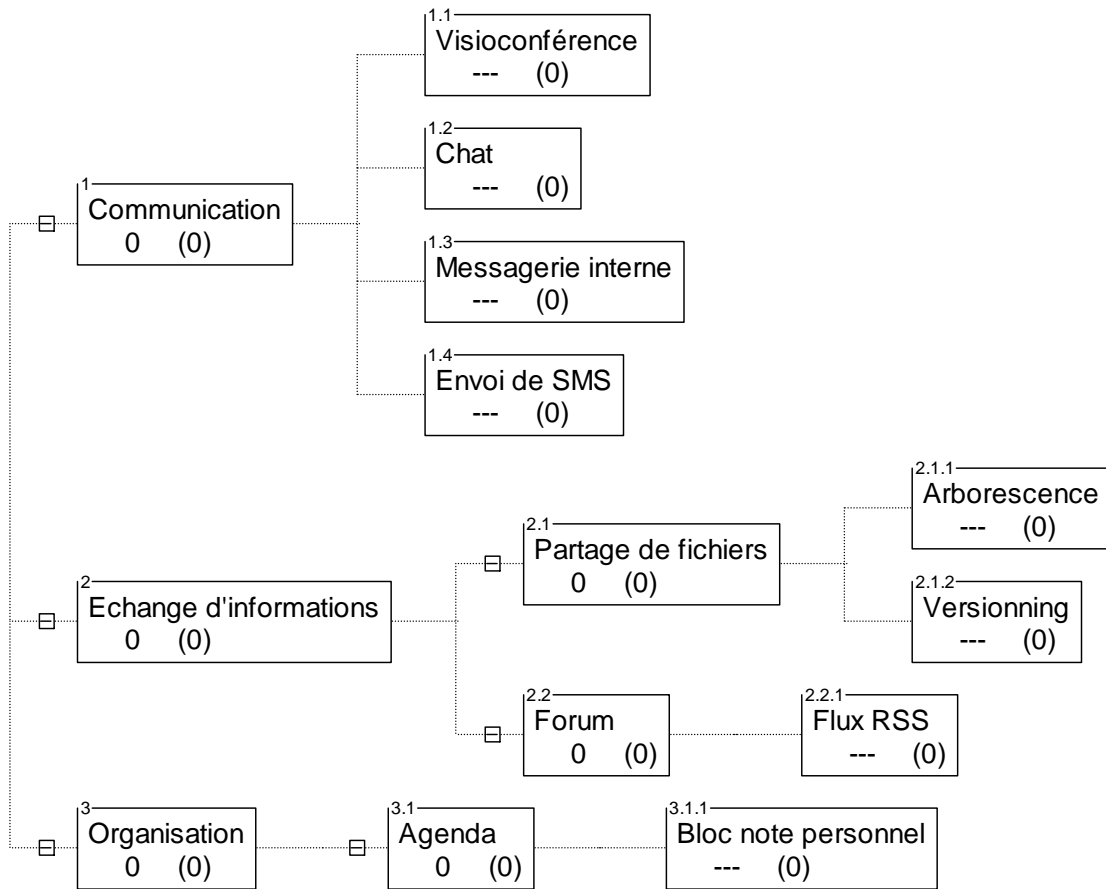 1.1
Visioconférence
--- (0)
1.2
Chat
--- (0)
1
Communication
0 (0)
1.3
Messagerie interne
--- (0)
1.4
Envoi de SMS
--- (0)
2.1.1
Arborescence
--- (0)
2.1
Partage de fichiers
0 (0)
2
Echange d'informations
0 (0)
2.1.2
Versionning
--- (0)
2.2
Forum
0 (0)
2.2.1
Flux RSS
--- (0)
3
Organisation
0 (0)
3.1
Agenda
0 (0)
3.1.1
Bloc note personnel
--- (0)